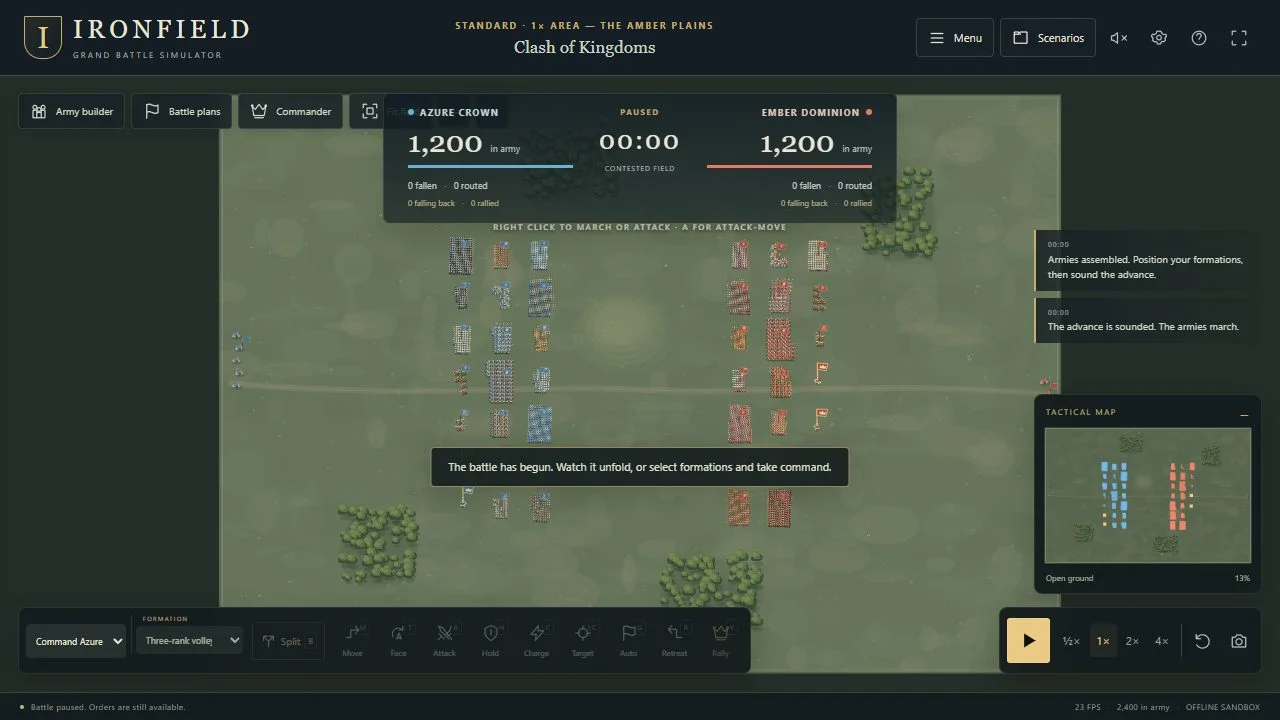 I IRONFIELD
GRAND BATTLE SIMULATOR
STANDARD · 1× AREA — THE AMBER PLAINS
Clash of Kingdoms
Menu
Scenarios
Army builder
Battle plans
Commander
AZURE CROWN
PAUSED
EMBER DOMINION
1,200 in army
00:00
1,200 in army
CONTESTED FIELD
0 fallen · 0 routed
0 fallen · 0 routed
0 falling back · 0 rallied
0 falling back · 0 rallied
RIGHT CLICK TO MARCH OR ATTACK · A FOR ATTACK-MOVE
00:00
Armies assembled. Position your formations,
then sound the advance.
00:00
The advance is sounded. The armies march.
TACTICAL MAP
Open ground 13%
The battle has begun. Watch it unfold, or select formations and take command.
FORMATION
Command Azure
Three-rank volley
Split B
Move
Face
Attack
Hold
Charge
Target
Auto
Retreat
Rally
½×
1×
2×
4×
Battle paused. Orders are still available.
23 FPS · 2,400 in army · OFFLINE SANDBOX